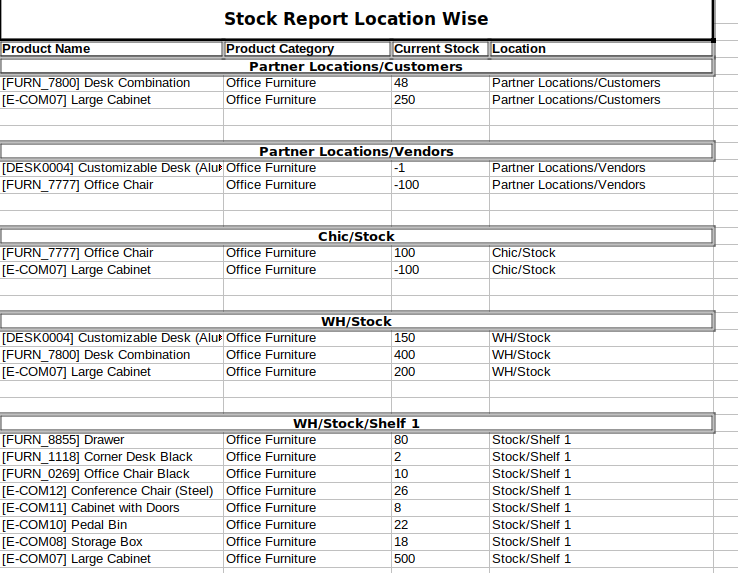 Stock Report Location Wise
Product Name Product Category Current Stock Location
Partner Locations/Customers
[FURN_7800] Desk Combination Office Furniture 48 Partner Locations/Customers
[E-COM07] Large Cabinet Office Furniture 250 Partner Locations/Customers
Partner Locations/Vendors
[DESK0004] Customizable Desk (Alu Office Furniture -1 Partner Locations/Vendors
[FURN_7777] Office Chair Office Furniture -100 Partner Locations/Vendors
Chic/Stock
[FURN_7777] Office Chair Office Furniture 100 Chic/Stock
[E-COM07] Large Cabinet Office Furniture -100 Chic/Stock
WH/Stock
[DESK0004] Customizable Desk (Alu Office Furniture 150 WH/Stock
[FURN_7800] Desk Combination Office Furniture 400 WH/Stock
[E-COM07] Large Cabinet Office Furniture 200 WH/Stock
WH/Stock/Shelf 1
[FURN_8855] Drawer Office Furniture 80 Stock/Shelf 1
[FURN_1118] Corner Desk Black Office Furniture 2 Stock/Shelf 1
[FURN_0269] Office Chair Black Office Furniture 10 Stock/Shelf 1
[E-COM12] Conference Chair (Steel) Office Furniture 26 Stock/Shelf 1
[E-COM11] Cabinet with Doors Office Furniture 8 Stock/Shelf 1
[E-COM10] Pedal Bin Office Furniture 22 Stock/Shelf 1
[E-COM08] Storage Box Office Furniture 18 Stock/Shelf 1
[E-COM07] Large Cabinet Office Furniture 500 Stock/Shelf 1